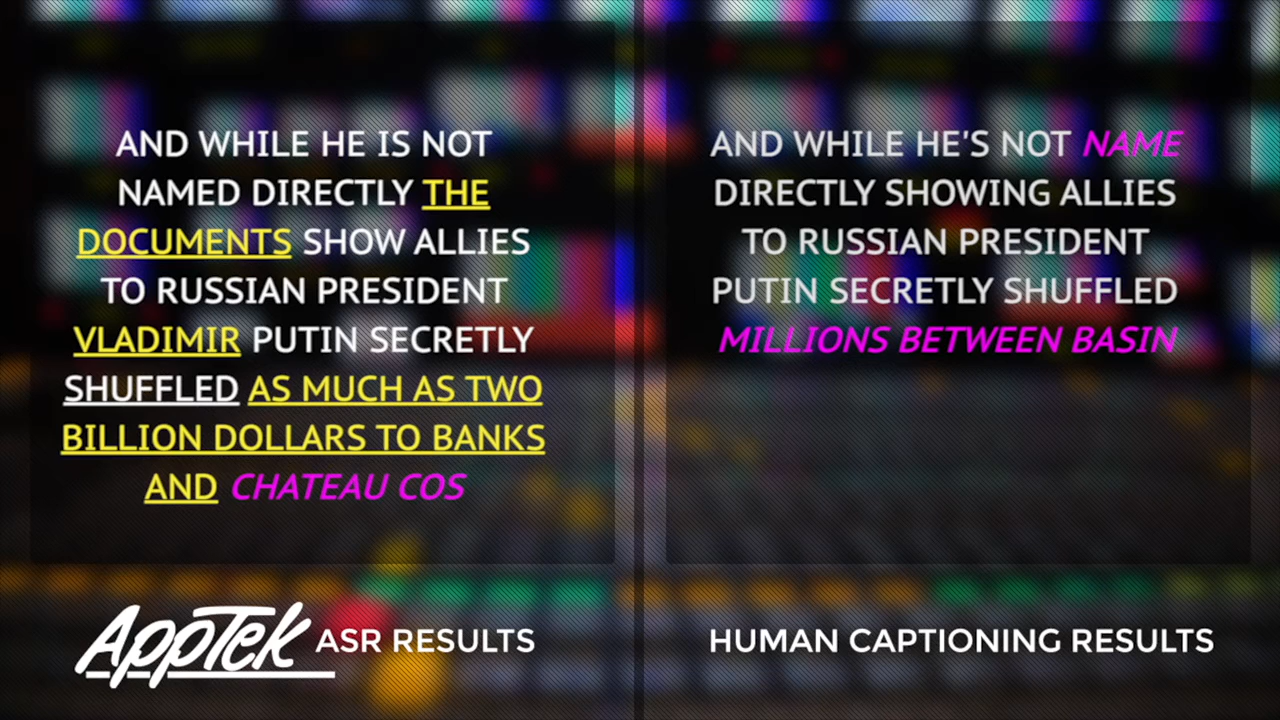 AND WHILE HE IS NOT
NAMED DIRECTLY THE
DOCUMENTS SHOW ALLIES
TO RUSSIAN PRESIDENT
VLADIMIR PUTIN SECRETLY
SHUFFLED AS MUCH AS TWO
BILLION DOLLARS TO BANKS
AND CHATEAU COS
AppTek ASR RESULTS
AND WHILE HE'S NOT NAME
DIRECTLY SHOWING ALLIES
TO RUSSIAN PRESIDENT
PUTIN SECRETLY SHUFFLED
MILLIONS BETWEEN BASIN
HUMAN CAPTIONING RESULTS